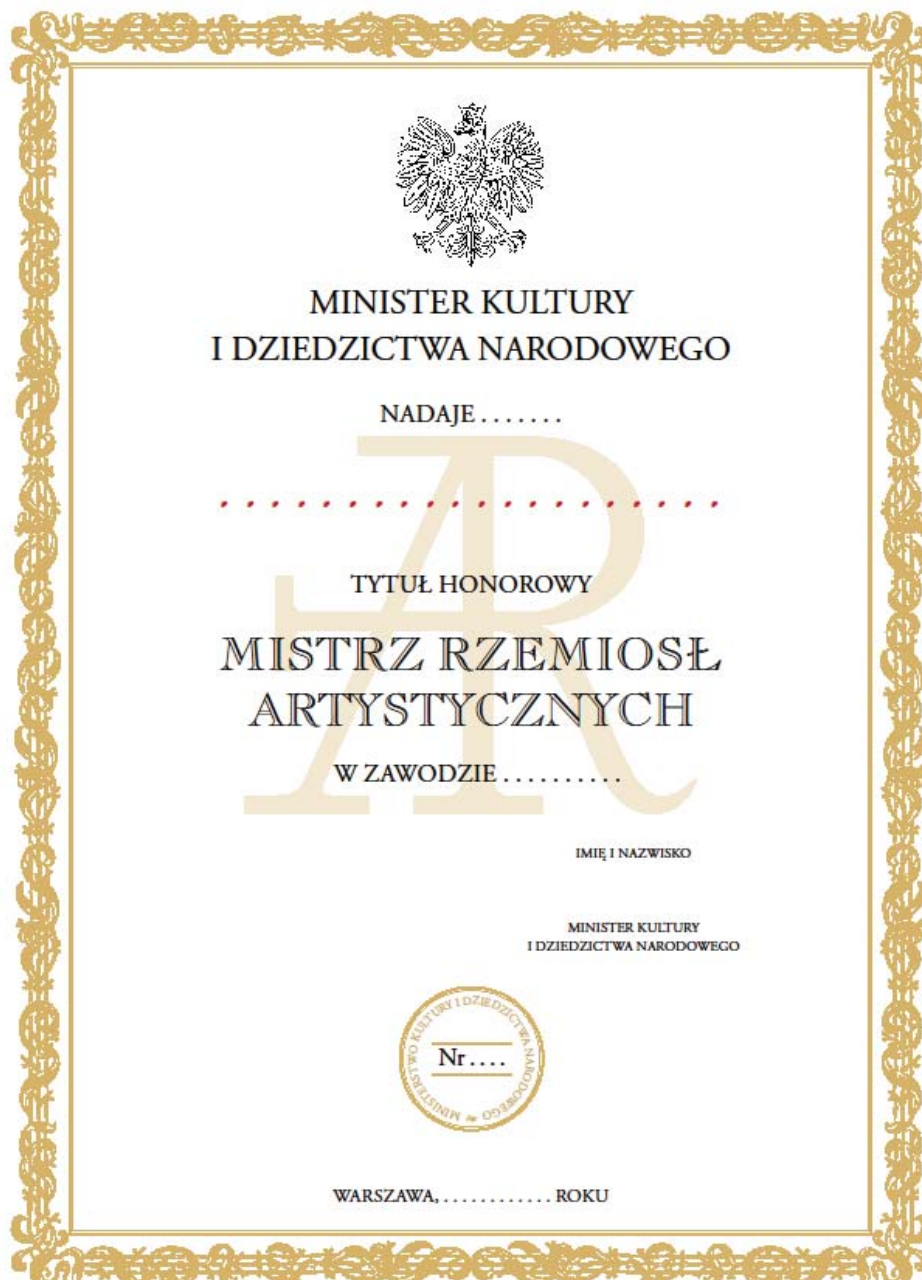 MINISTER KULTURY
I DZIEDZICTWA NARODOWEGO
NADAJE . . . . . . .
. . . . . . . . . . . . . . . . . . . . . . . .
AR
TYTUŁ HONOROWY
MISTRZ RZEMIOSŁ
ARTYSTYCZNYCH
W ZAWODZIE . . . . . . . . . .
IMIĘ I NAZWISKO
MINISTER KULTURY
I DZIEDZICTWA NARODOWEGO
MINISTERSTWO KULTURY I DZIEDZICTWA NARODOWEGO
Nr . . . .
WARSZAWA, . . . . . . . . . . . . ROKU